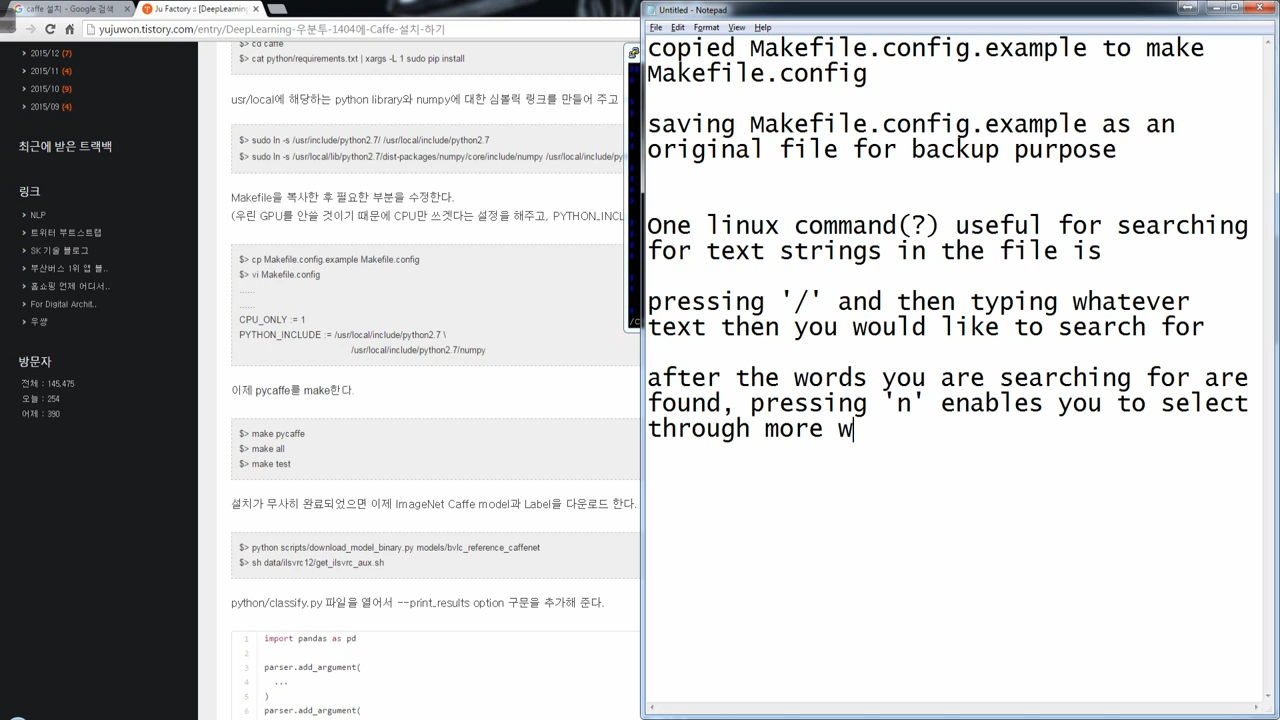 caffe 설치 - Google 검색
Ju Factory :: [DeepLearning
yujuwon.tistory.com/entry/DeepLearning-우분투-1404에-Caffe-설치-하기
2015/12 (7)
2015/11 (4)
2015/10 (9)
2015/09 (4)
최근에 받은 트랙백
링크
NLP
트위터 부트스트랩
SK 기술 블로그
부산버스 1위 앱 블..
홈쇼핑 언제 어디서..
For Digital Archit..
우쌍
방문자
전체 : 145,475
오늘 : 254
어제 : 390
$> cd caffe
$> cat python/requirements.txt | xargs -L 1 sudo pip install
usr/local에 해당하는 python library와 numpy에 대한 심볼릭 링크를 만들어 주고
$> sudo ln -s /usr/include/python2.7/ /usr/local/include/python2.7
$> sudo ln -s /usr/local/lib/python2.7/dist-packages/numpy/core/include/numpy /usr/local/include/py
Makefile을 복사한 후 필요한 부분을 수정한다.
(우린 GPU를 안쓸 것이기 때문에 CPU만 쓰겟다는 설정을 해주고, PYTHON_INCL
$> cp Makefile.config.example Makefile.config
$> vi Makefile.config
......
......
CPU_ONLY := 1
PYTHON_INCLUDE := /usr/local/include/python2.7 \
/usr/local/include/python2.7/numpy
이제 pycaffe를 make한다.
$> make pycaffe
$> make all
$> make test
설치가 무사히 완료되었으면 이제 ImageNet Caffe model과 Label을 다운로드 한다.
$> python scripts/download_model_binary.py models/bvlc_reference_caffenet
$> sh data/ilsvrc12/get_ilsvrc_aux.sh
python/classify.py 파일을 열어서 --print_results option 구문을 추가해 준다.
1 import pandas as pd
2
3 parser.add_argument(
4 ...
5 )
6 parser.add_argument(
/C
Untitled - Notepad
File Edit Format View Help
copied Makefile.config.example to make
Makefile.config
saving Makefile.config.example as an
original file for backup purpose
One linux command(?) useful for searching
for text strings in the file is
pressing '/' and then typing whatever
text then you would like to search for
after the words you are searching for are
found, pressing 'n' enables you to select
through more w